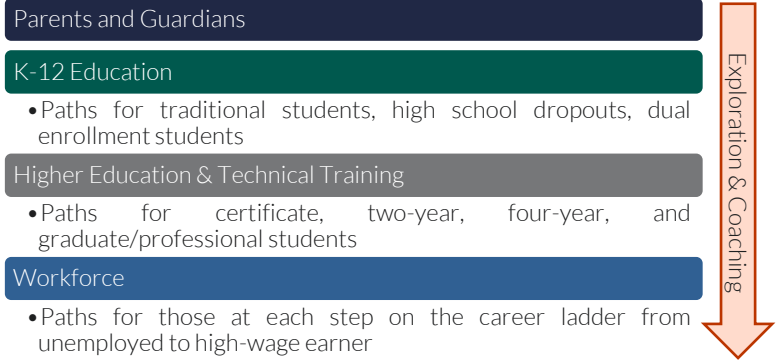 Parents and Guardians
K-12 Education
•Paths for traditional students, high school dropouts, dual
enrollment students
Higher Education & Technical Training
•Paths for certificate, two-year, four-year, and
graduate/professional students
Workforce
•Paths for those at each step on the career ladder from
unemployed to high-wage earner
Exploration & Coaching